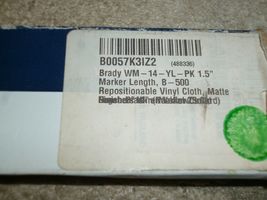 B0057K3IZ2
(488336)
Brady WM-14-YL-PK 1.5"
Marker Length, B-500
Repositionable Vinyl Cloth, Matte